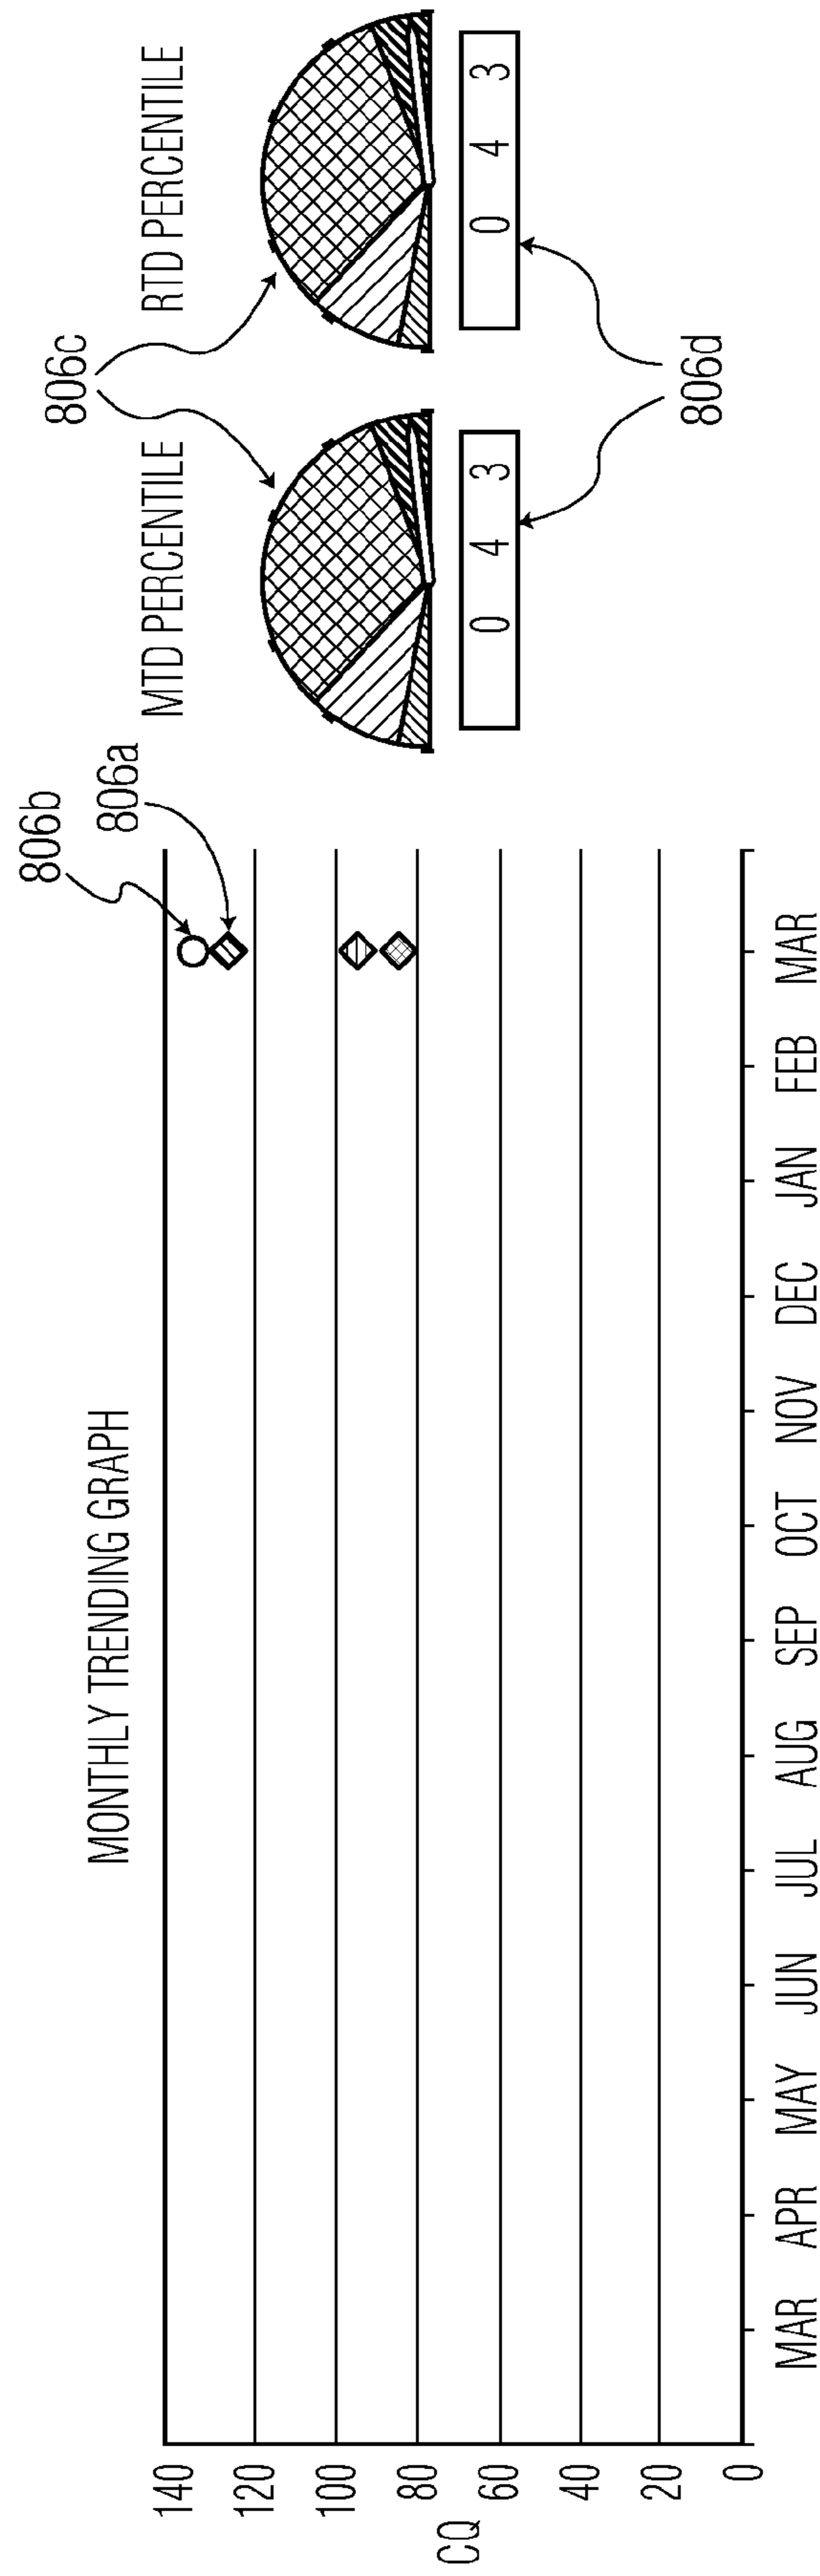 MONTHLY TRENDING GRAPH
140
120
100
80
60
40
20
0
CQ
MAR APR MAY JUN JUL AUG SEP OCT NOV DEC JAN FEB MAR
806b
806a
806c
MTD PERCENTILE
RTD PERCENTILE
0 4 3
0 4 3
806d